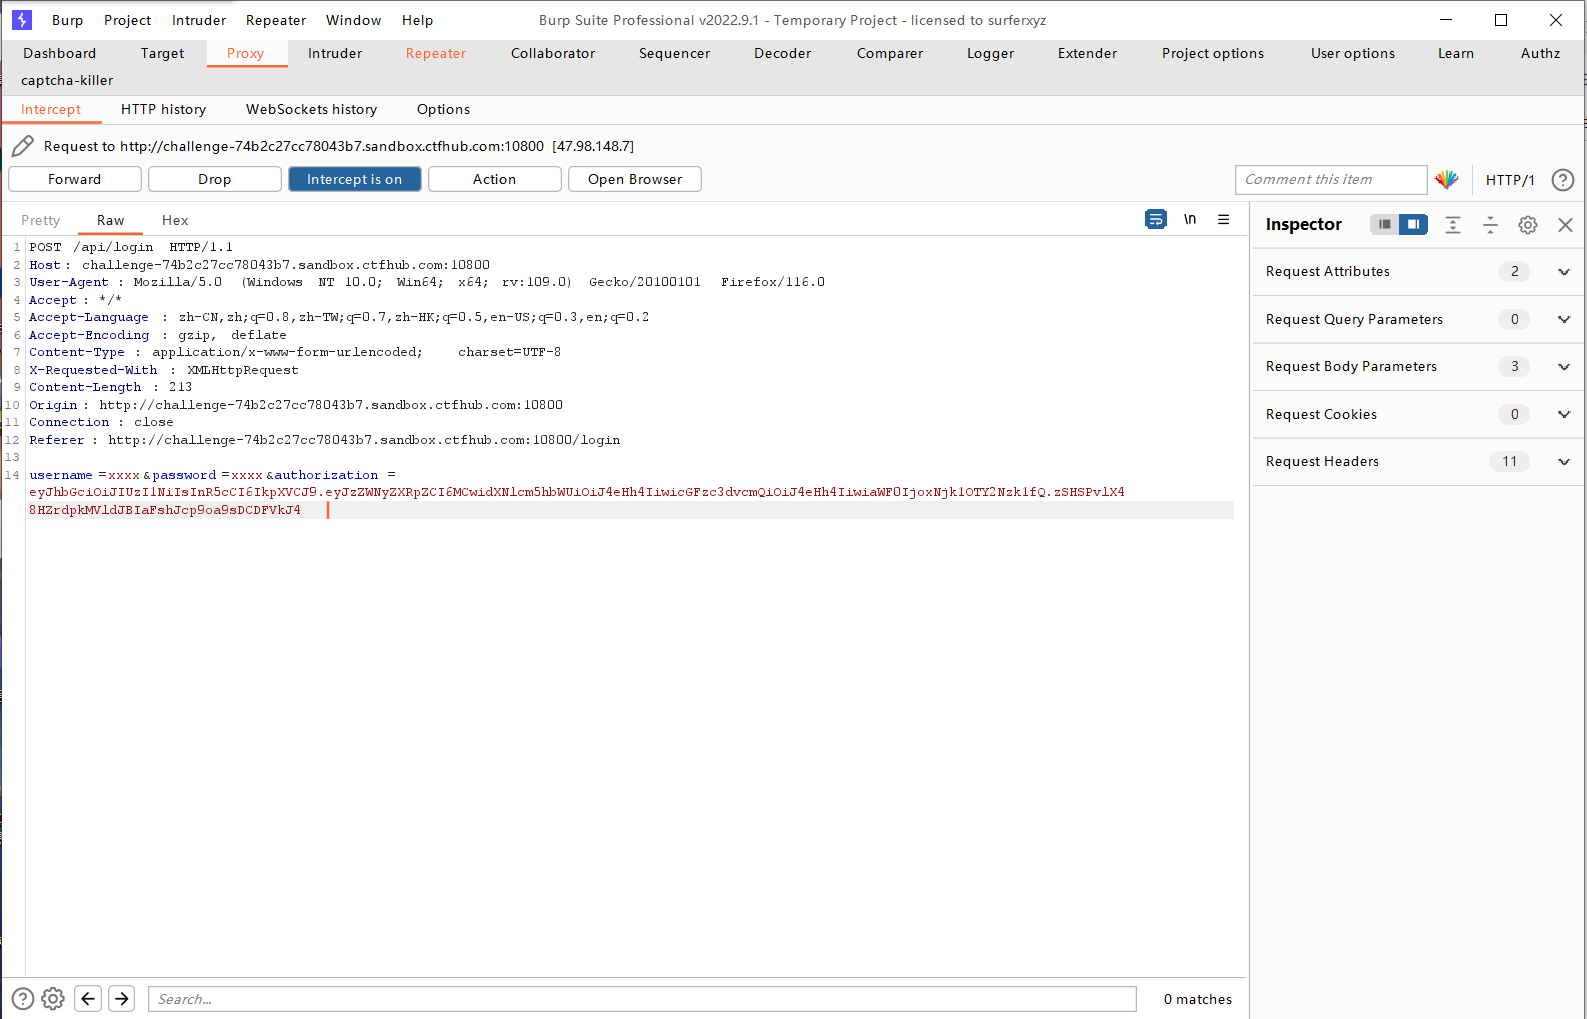 Burp Project Intruder Repeater Window Help Burp Suite Professional v2022.9.1 - Temporary Project - licensed to surferxyz
Dashboard Target Proxy Intruder Repeater Collaborator Sequencer Decoder Comparer Logger Extender Project options User options Learn Authz
captcha-killer
Intercept HTTP history WebSockets history Options
Request to http://challenge-74b2c27cc78043b7.sandbox.ctfhub.com:10800 [47.98.148.7]
Forward Drop Intercept is on Action Open Browser Comment this item HTTP/1 ?
Pretty Raw Hex \n Inspector
1 POST /api/login HTTP/1.1
2 Host: challenge-74b2c27cc78043b7.sandbox.ctfhub.com:10800
3 User-Agent: Mozilla/5.0 (Windows NT 10.0; Win64; x64; rv:109.0) Gecko/20100101 Firefox/116.0
4 Accept: */*
5 Accept-Language: zh-CN,zh;q=0.8,zh-TW;q=0.7,zh-HK;q=0.5,en-US;q=0.3,en;q=0.2
6 Accept-Encoding: gzip, deflate
7 Content-Type: application/x-www-form-urlencoded; charset=UTF-8
8 X-Requested-With: XMLHttpRequest
9 Content-Length: 213
10 Origin: http://challenge-74b2c27cc78043b7.sandbox.ctfhub.com:10800
11 Connection: close
12 Referer: http://challenge-74b2c27cc78043b7.sandbox.ctfhub.com:10800/login
13
14 username=xxxx&password=xxxx&authorization=
eyJhbGciOiJIUzI1NiIsInR5cCI6IkpXVCJ9.eyJzZWNyZXRpZCI6MCwidXNlcm5hbWUiOiJ4eHh4IiwicGFzc3dvcmQiOiJ4eHh4IiwiaWF0IjoxNjk1OTY2Nzk1fQ.zSHSPvlX4
8HZrdpkMVldJBIaFshJcp9oa9sDCDFVkJ4
Request Attributes 2
Request Query Parameters 0
Request Body Parameters 3
Request Cookies 0
Request Headers 11
? Search... 0 matches